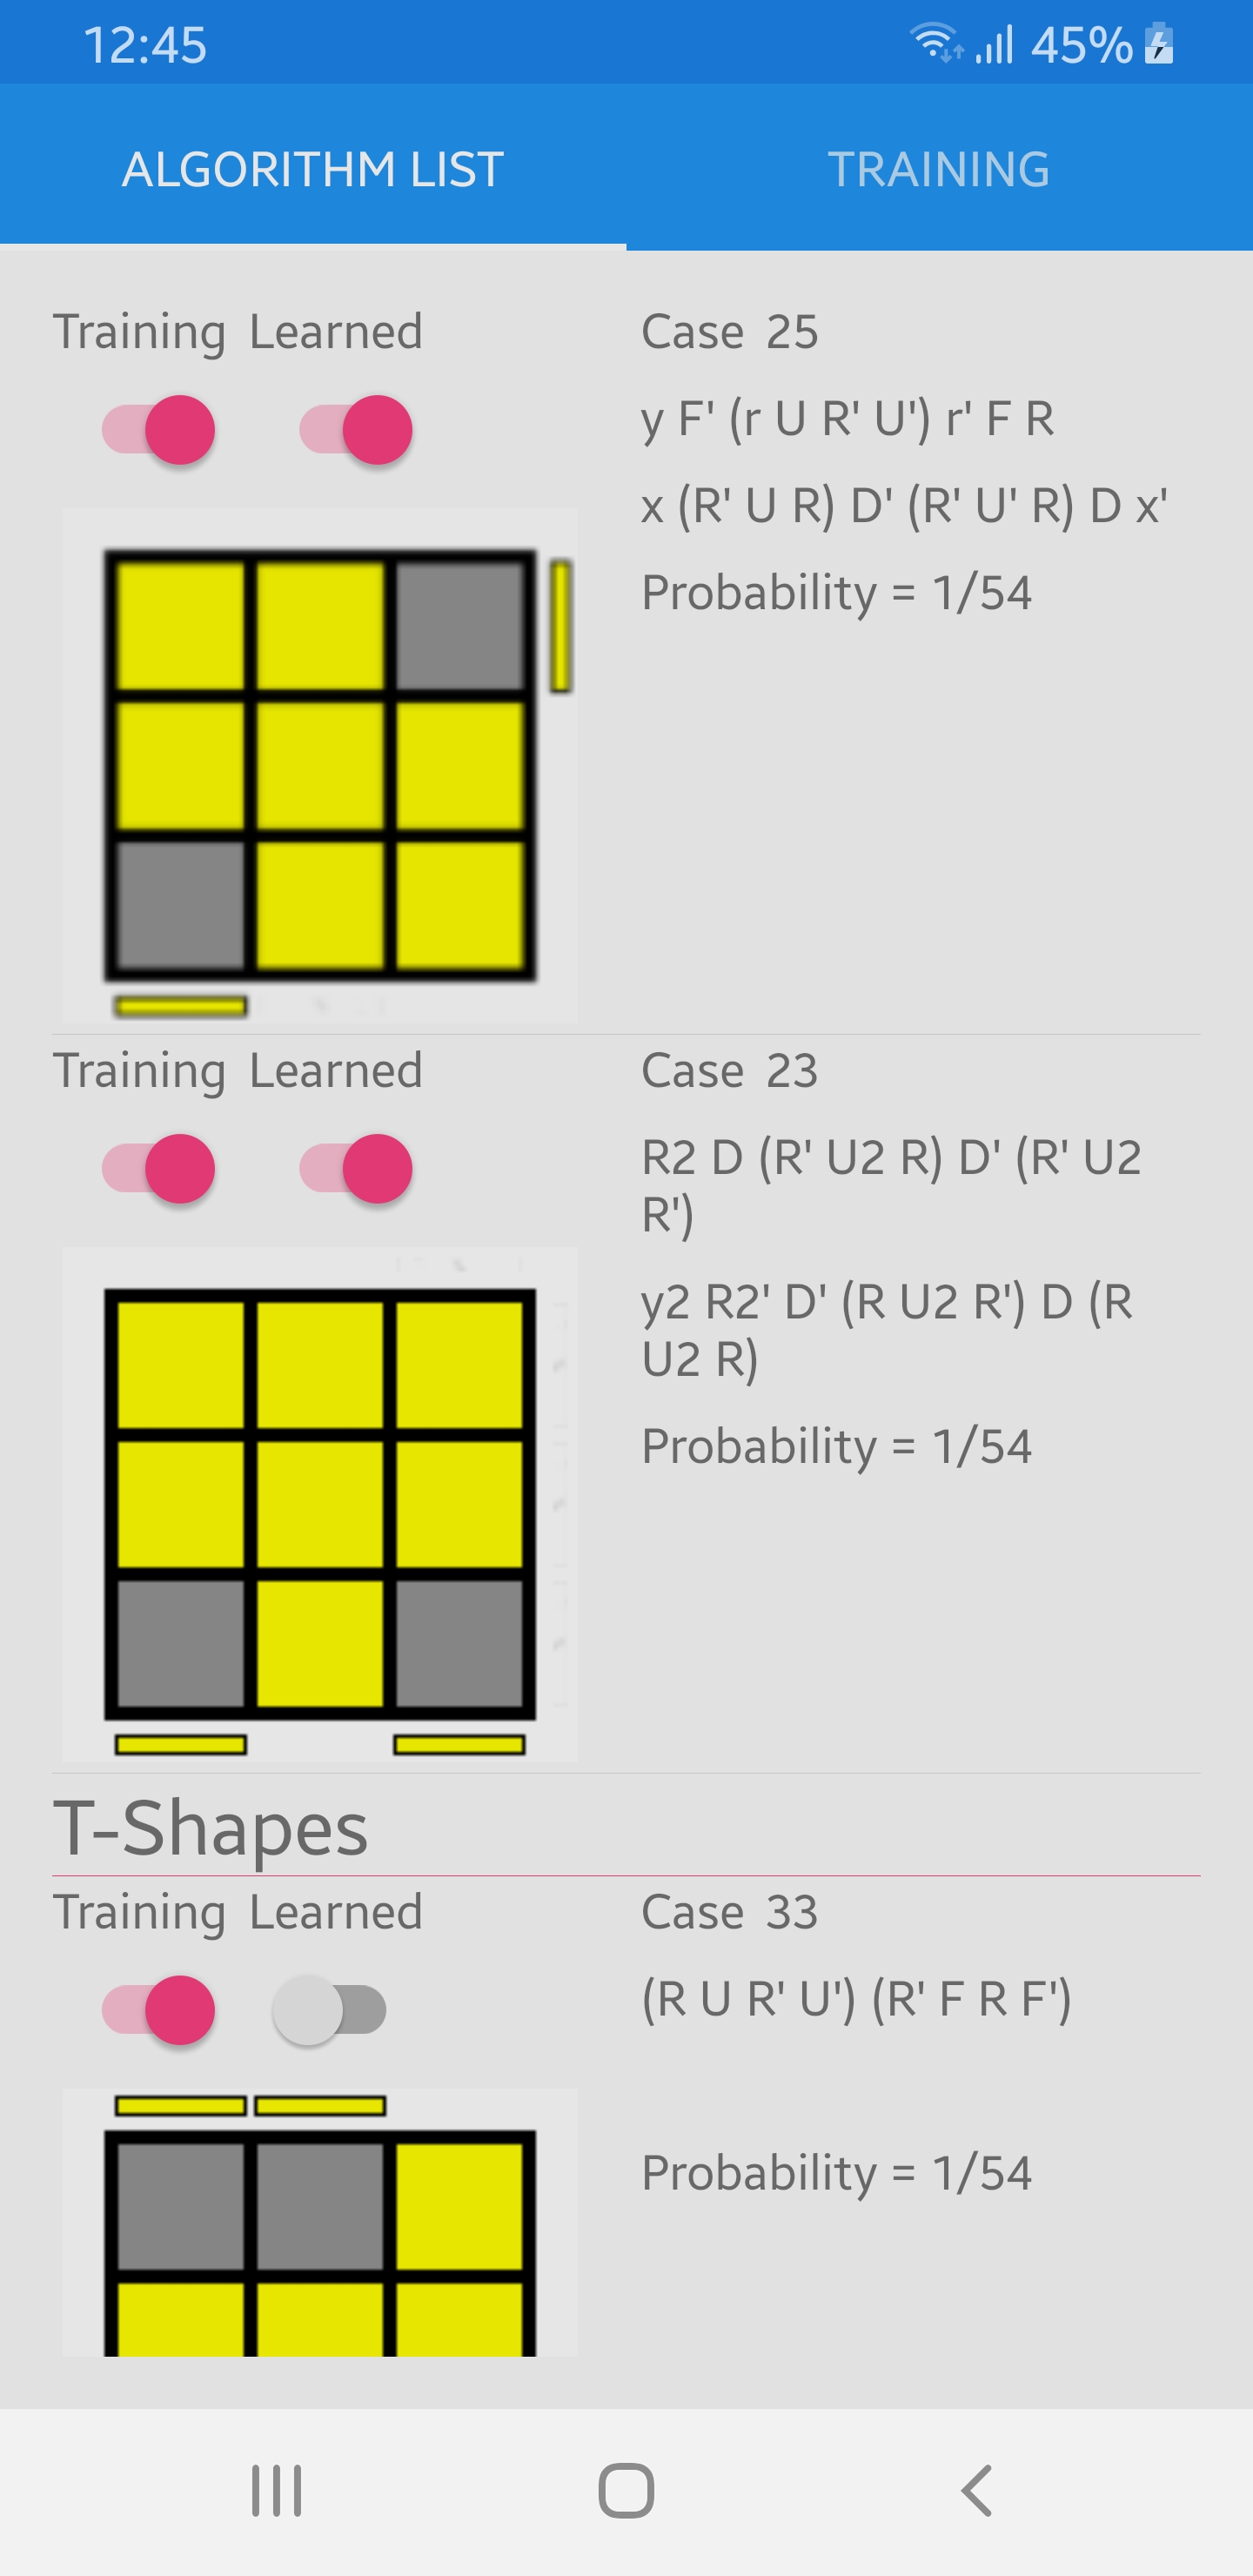 12:45 45%
ALGORITHM LIST TRAINING
Training Learned
Case 25
y F' (r U R' U') r' F R
x (R' U R) D' (R' U' R) D x'
Probability = 1/54
Training Learned
Case 23
R2 D (R' U2 R) D' (R' U2
R')
y2 R2' D' (R U2 R') D (R
U2 R)
Probability = 1/54
T-Shapes
Training Learned
Case 33
(R U R' U') (R' F R F')
Probability = 1/54